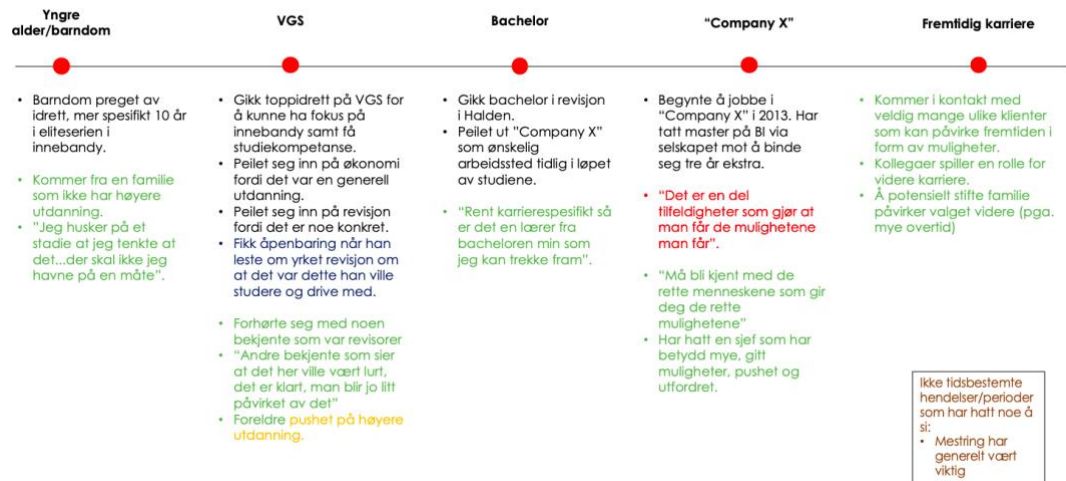 Yngre
alder/barndom
VGS
Bachelor
“Company X”
Fremtidig karriere
• Barndom preget av
idrett, mer spesifikt 10 år
i eliteserien i
innebandy.
• Kommer fra en familie
som ikke har høyere
utdanning.
• ”Jeg husker på et
stadie at jeg tenkte at
det...der skal ikke jeg
havne på en måte”.
• Gikk toppidrett på VGS for
å kunne ha fokus på
innebandy samt få
studiekompetanse.
• Peilet seg inn på økonomi
fordi det var en generell
utdanning.
• Peilet seg inn på revisjon
fordi det er noe konkret.
• Fikk åpenbaring når han
leste om yrket revisjon om
at det var dette han ville
studere og drive med.
• Forhørte seg med noen
bekjente som var revisorer
• “Andre bekjente som sier
at det her ville vært lurt,
det er klart, man blir jo litt
påvirket av det”
• Foreldre pushet på høyere
utdanning.
• Gikk bachelor i revisjon
i Halden.
• Peilet ut ”Company X”
som ønskelig
arbeidssted tidlig i løpet
av studiene.
• “Rent karrierespesifikt så
er det en lærer fra
bacheloren min som
jeg kan trekke fram”.
• Begynte å jobbe i
“Company X” i 2013. Har
tatt master på BI via
selskapet mot å binde
seg tre år ekstra.
• “Det er en del
tilfeldigheter som gjør at
man får de mulighetene
man får”.
• “Må bli kjent med de
rette menneskene som gir
deg de rette
mulighetene”
• Har hatt en sjef som har
betydd mye, gitt
muligheter, pushet og
utfordret.
• Kommer i kontakt med
veldig mange ulike klienter
som kan påvirke fremtiden i
form av muligheter.
• Kollegaer spiller en rolle for
videre karriere.
• Å potensielt stifte familie
påvirker valget videre (pga.
mye overtid)
Ikke tidsbestemte
hendelser/perioder
som har hatt noe å
si:
• Mestring har
generelt vært
viktig